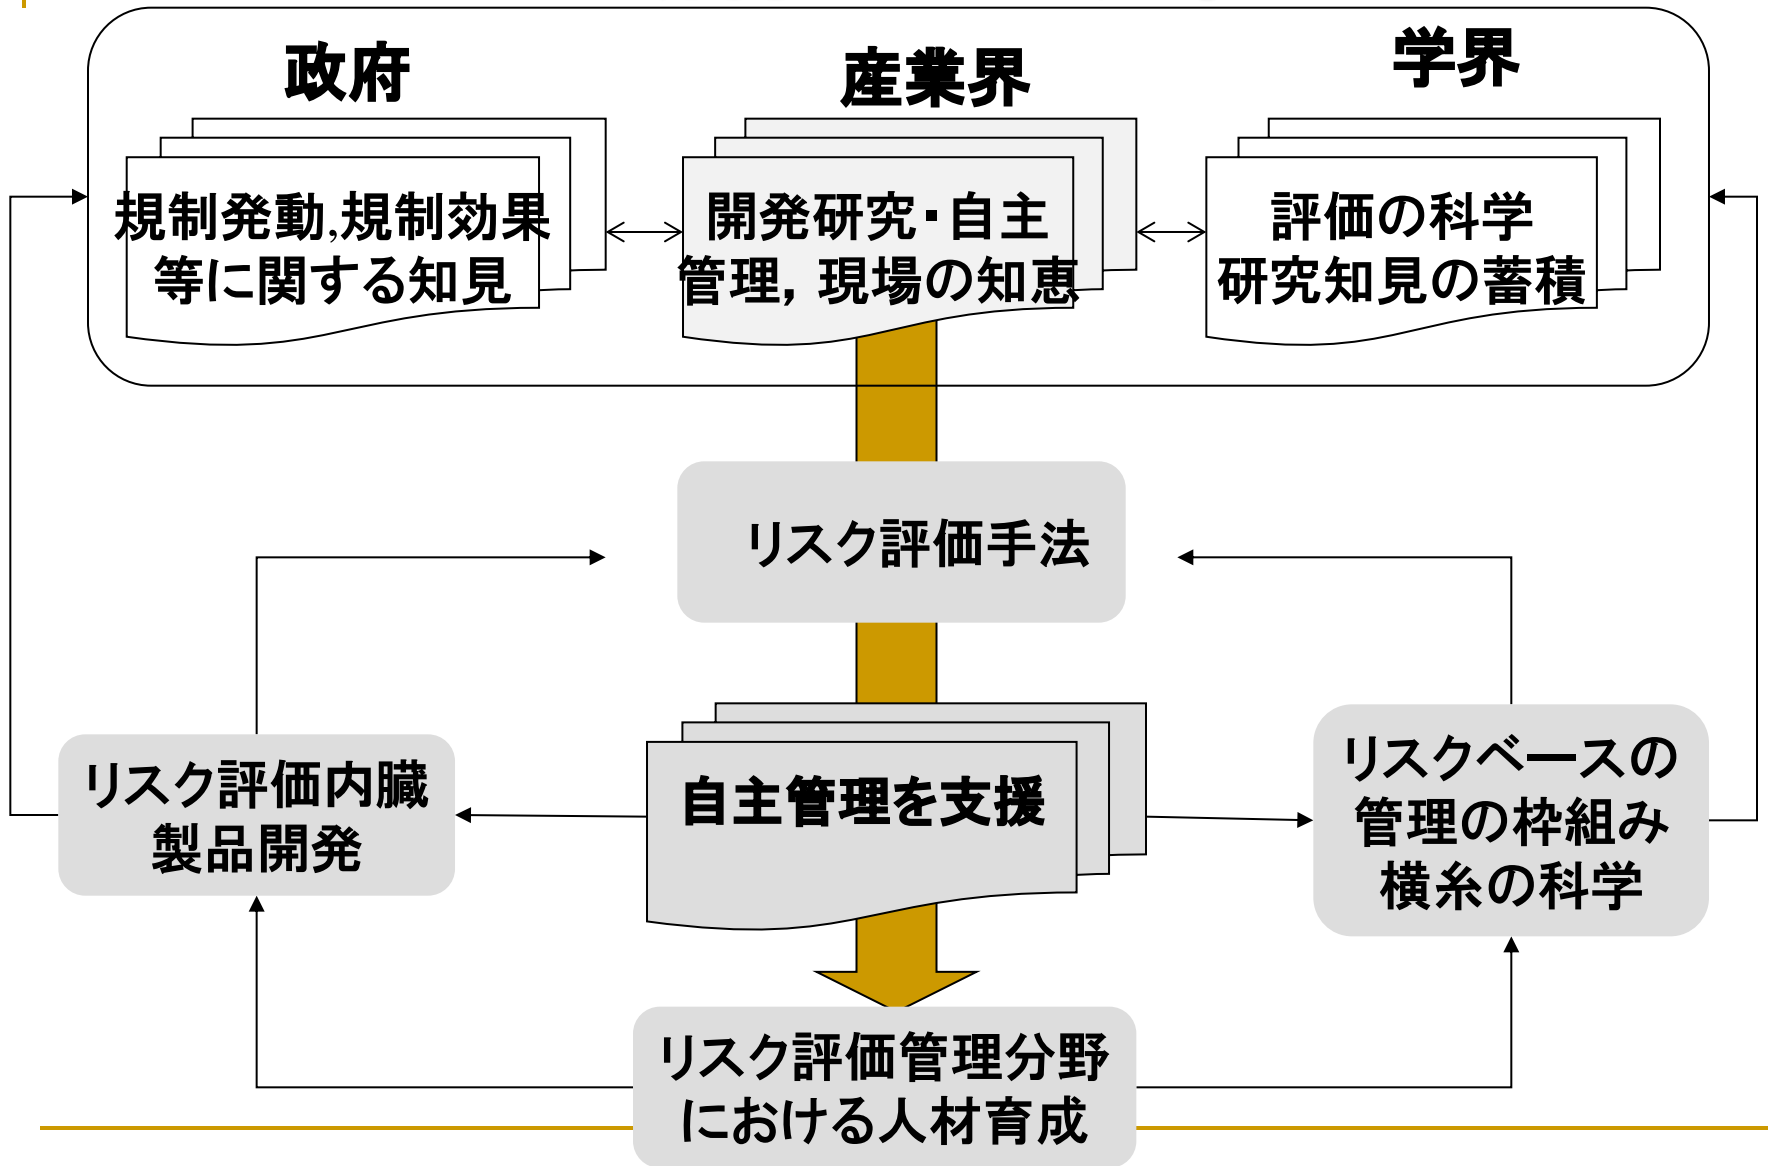 政府
産業界
学界
規制発動,規制効果
等に関する知見
開発研究・自主
管理，現場の知恵
評価の科学
研究知見の蓄積
リスク評価手法
リスク評価内臓
製品開発
自主管理を支援
リスクベースの
管理の枠組み
横糸の科学
リスク評価管理分野
における人材育成